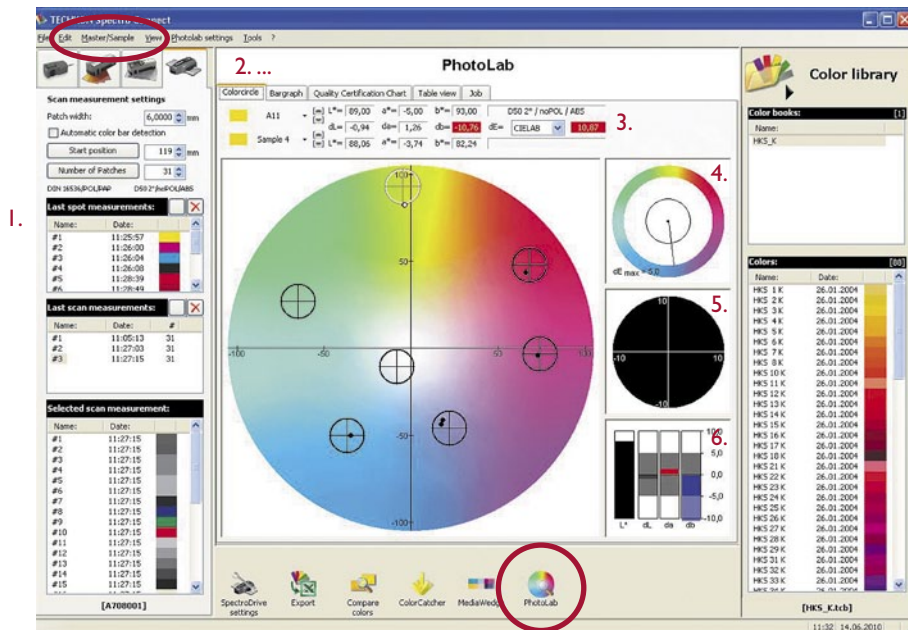 TECHKON Spectro Connect
File Edit Master/Sample View Photolab settings Tools ?
1.
Scan measurement settings
Patch width: 6,0000 mm
Automatic color bar detection
Start position 119 mm
Number of Patches 31
DIN 16536/POL/PAP D50 2°/noPOL/ABS
Last spot measurements:
Name: Date:
#1 11:25:57
#2 11:26:00
#3 11:26:04
#4 11:26:08
#5 11:28:39
#6 11:28:49
Last scan measurements:
Name: Date: #
#1 11:05:13 31
#2 11:27:03 31
#3 11:27:15 31
Selected scan measurement:
Name: Date:
#1 11:27:15
#2 11:27:15
#3 11:27:15
#4 11:27:15
#5 11:27:15
#6 11:27:15
#7 11:27:15
#8 11:27:15
#9 11:27:15
#10 11:27:15
#11 11:27:15
#12 11:27:15
#13 11:27:15
#14 11:27:15
#15 11:27:15
[A708001]
PhotoLab
2. ...
Colorcircle Bargraph Quality Certification Chart Table view Job
A11 [=] L*= 89,00 a*= -5,00 b*= 93,00 D50 2° / noPOL / ABS
dL= -0,94 da= 1,26 db= -10,76 dE= CIELAB 10,87
3.
Sample 4 [=] L*= 88,06 a*= -3,74 b*= 82,24
100
50
-100 -50 50 100
-50
-100
4.
dE max = 5,0
5.
10
-10 10
-10
6.
10,0
5,0
0,0
-5,0
-10,0
L* dL da db
SpectroDrive settings
Export
Compare colors
ColorCatcher
MediaWedge
PhotoLab
Color library
Color books: [1]
Name:
HKS_K
Colors: [88]
Name: Date:
HKS 1 K 26.01.2004
HKS 2 K 26.01.2004
HKS 3 K 26.01.2004
HKS 4 K 26.01.2004
HKS 5 K 26.01.2004
HKS 6 K 26.01.2004
HKS 7 K 26.01.2004
HKS 8 K 26.01.2004
HKS 10 K 26.01.2004
HKS 11 K 26.01.2004
HKS 12 K 26.01.2004
HKS 13 K 26.01.2004
HKS 14 K 26.01.2004
HKS 15 K 26.01.2004
HKS 16 K 26.01.2004
HKS 17 K 26.01.2004
HKS 18 K 26.01.2004
HKS 21 K 26.01.2004
HKS 22 K 26.01.2004
HKS 23 K 26.01.2004
HKS 24 K 26.01.2004
HKS 25 K 26.01.2004
HKS 26 K 26.01.2004
HKS 27 K 26.01.2004
HKS 28 K 26.01.2004
HKS 29 K 26.01.2004
HKS 31 K 26.01.2004
HKS 32 K 26.01.2004
HKS 33 K 26.01.2004
[HKS_K.tcb]
11:32 14.06.2010